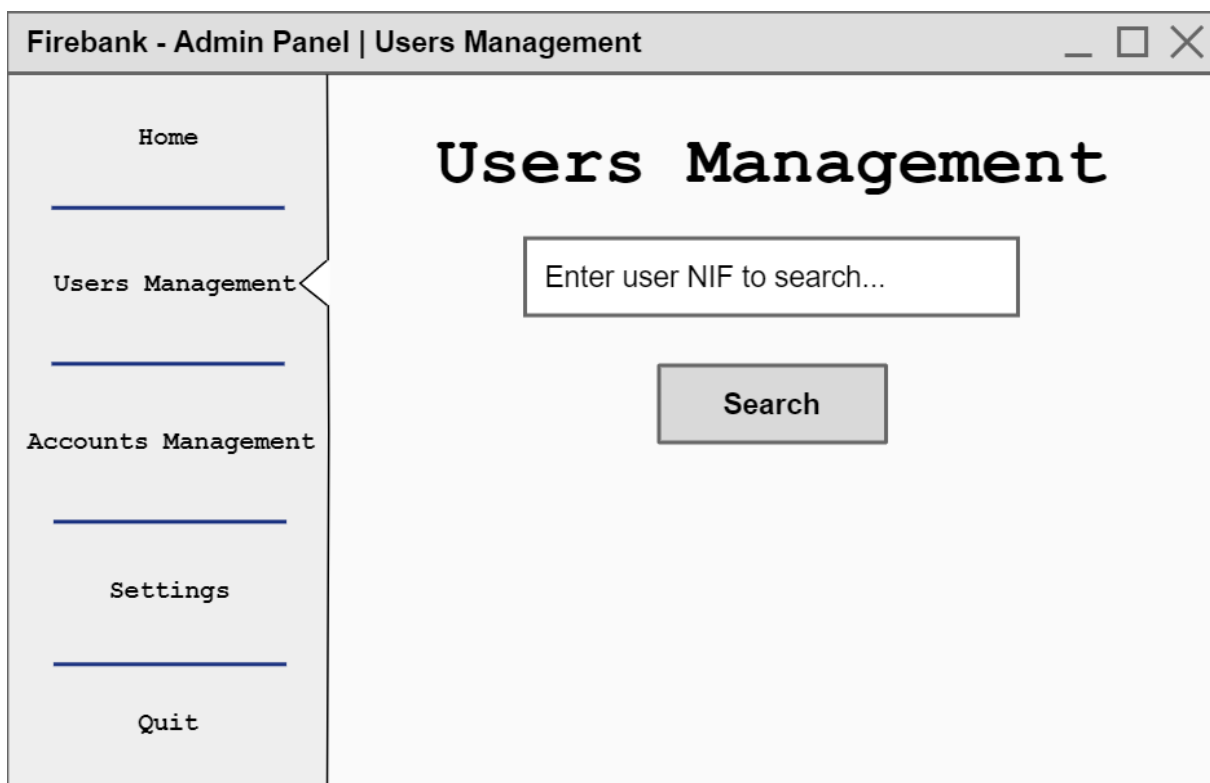 Firebank - Admin Panel | Users Management
Home
Users Management
Accounts Management
Settings
Quit
Users Management
Enter user NIF to search...
Search